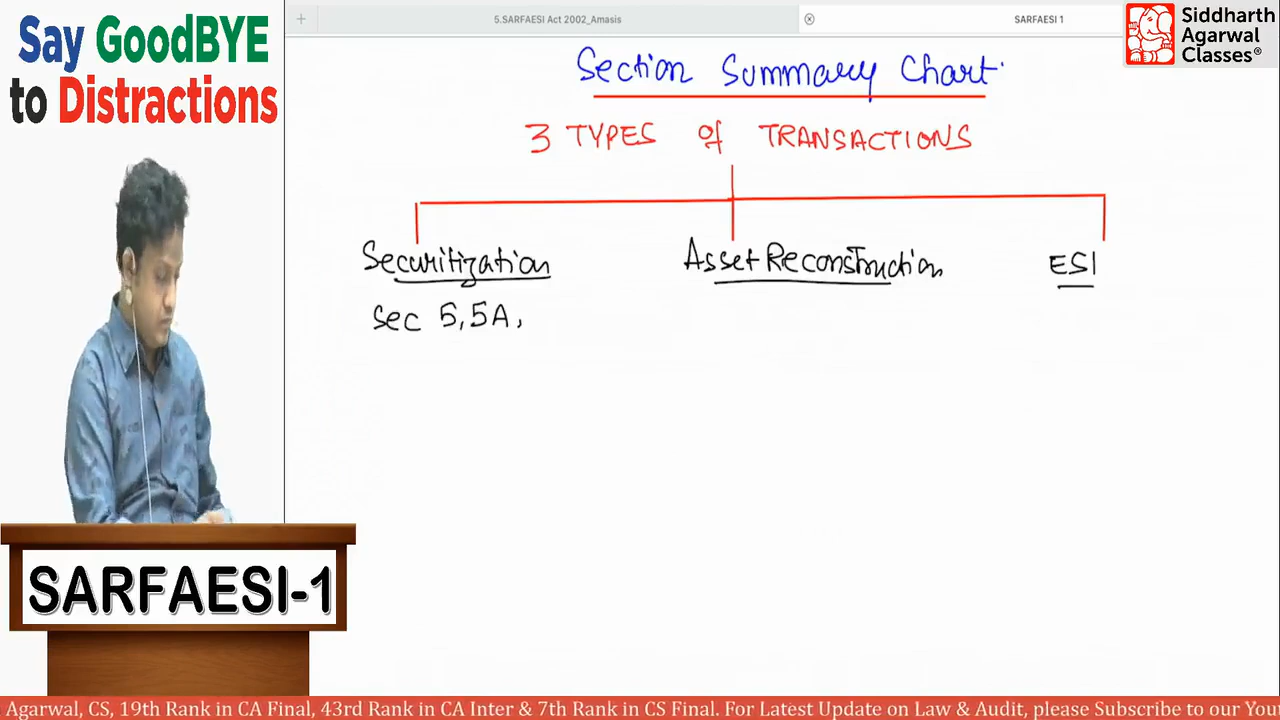 Say GoodBYE
to Distractions
5.SARFAESI Act 2002_Amasis
SARFAESI 1
Siddharth
Agarwal
Classes®
Section Summary Chart
3 TYPES of TRANSACTIONS
Securitization
Asset Reconstruction
ESI
Sec 5, 5A,
SARFAESI-1
Agarwal, CS, 19th Rank in CA Final, 43rd Rank in CA Inter & 7th Rank in CS Final. For Latest Update on Law & Audit, please Subscribe to our You